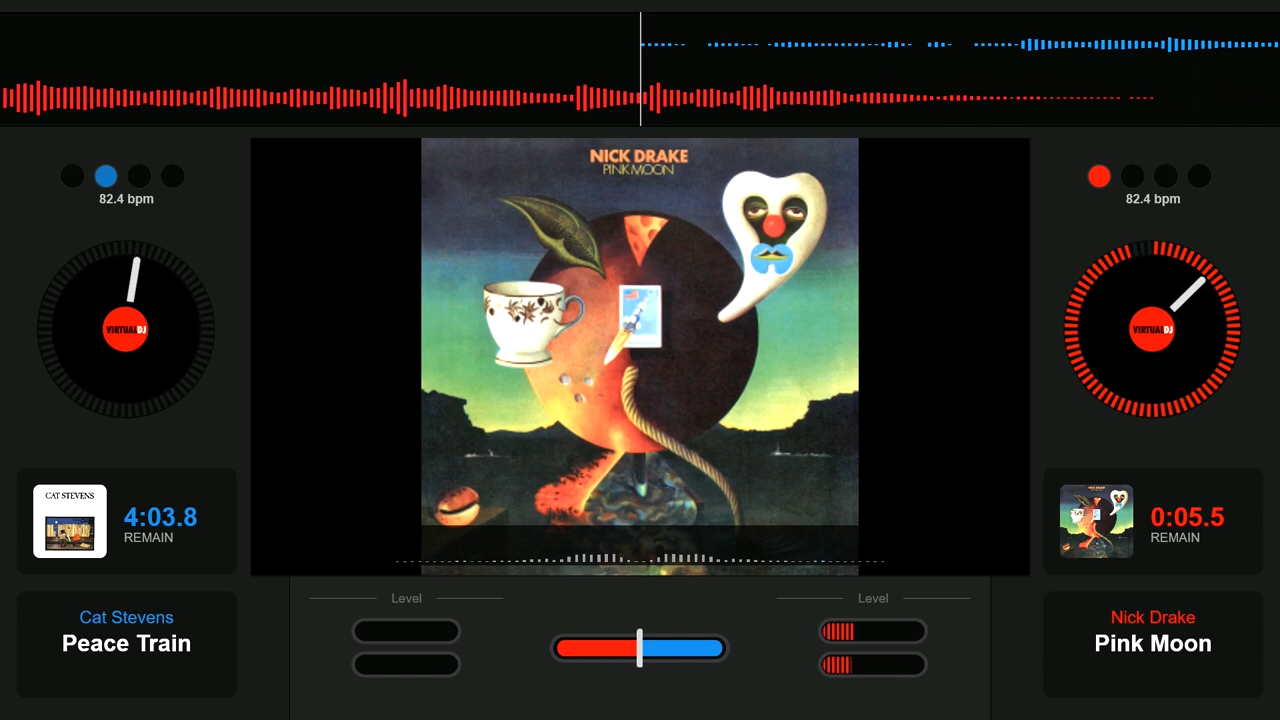 NICK DRAKE
PINK MOON
82.4 bpm
82.4 bpm
VIRTUALDJ
VIRTUALDJ
CAT STEVENS
4:03.8
REMAIN
0:05.5
REMAIN
Cat Stevens
Peace Train
Level
Level
Nick Drake
Pink Moon